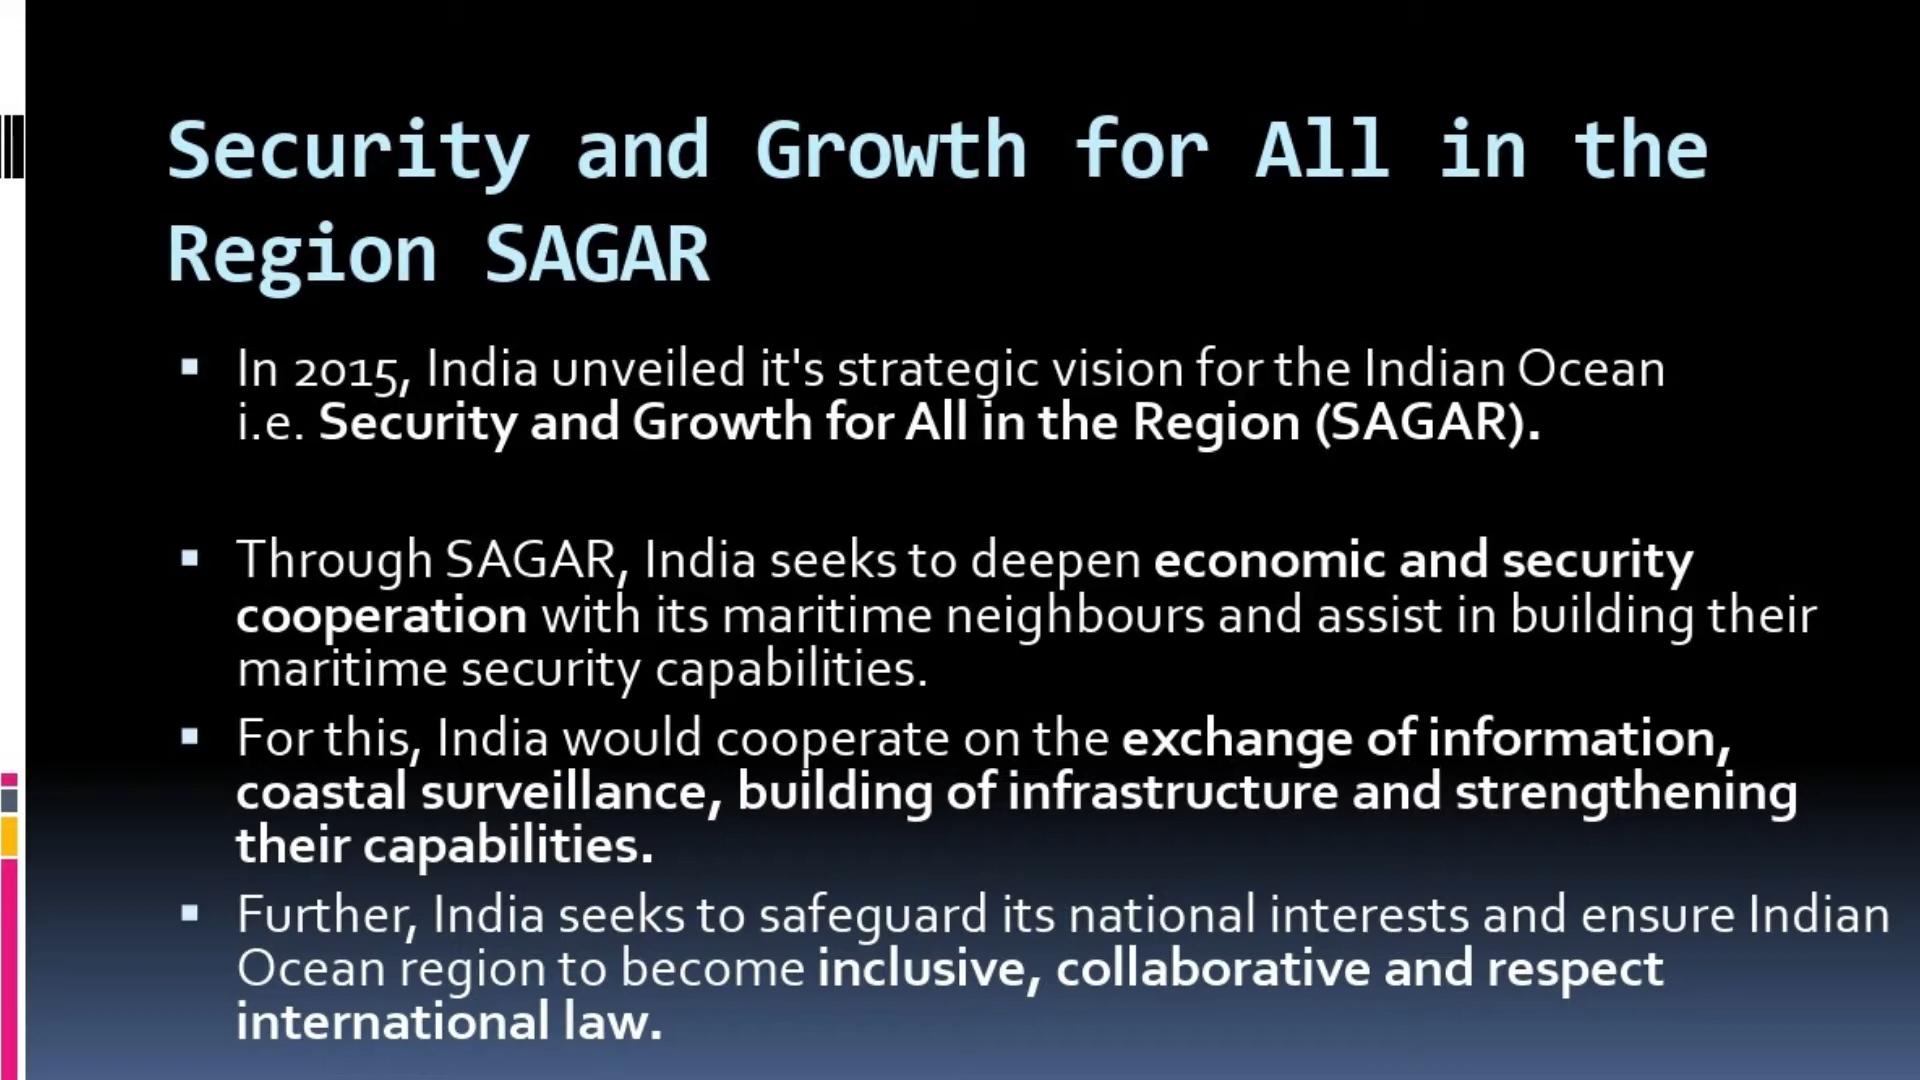 Security and Growth for All in the
Region SAGAR
In 2015, India unveiled it's strategic vision for the Indian Ocean
i.e. Security and Growth for All in the Region (SAGAR).
Through SAGAR, India seeks to deepen economic and security
cooperation with its maritime neighbours and assist in building their
maritime security capabilities.
For this, India would cooperate on the exchange of information,
coastal surveillance, building of infrastructure and strengthening
their capabilities.
Further, India seeks to safeguard its national interests and ensure Indian
Ocean region to become inclusive, collaborative and respect
international law.